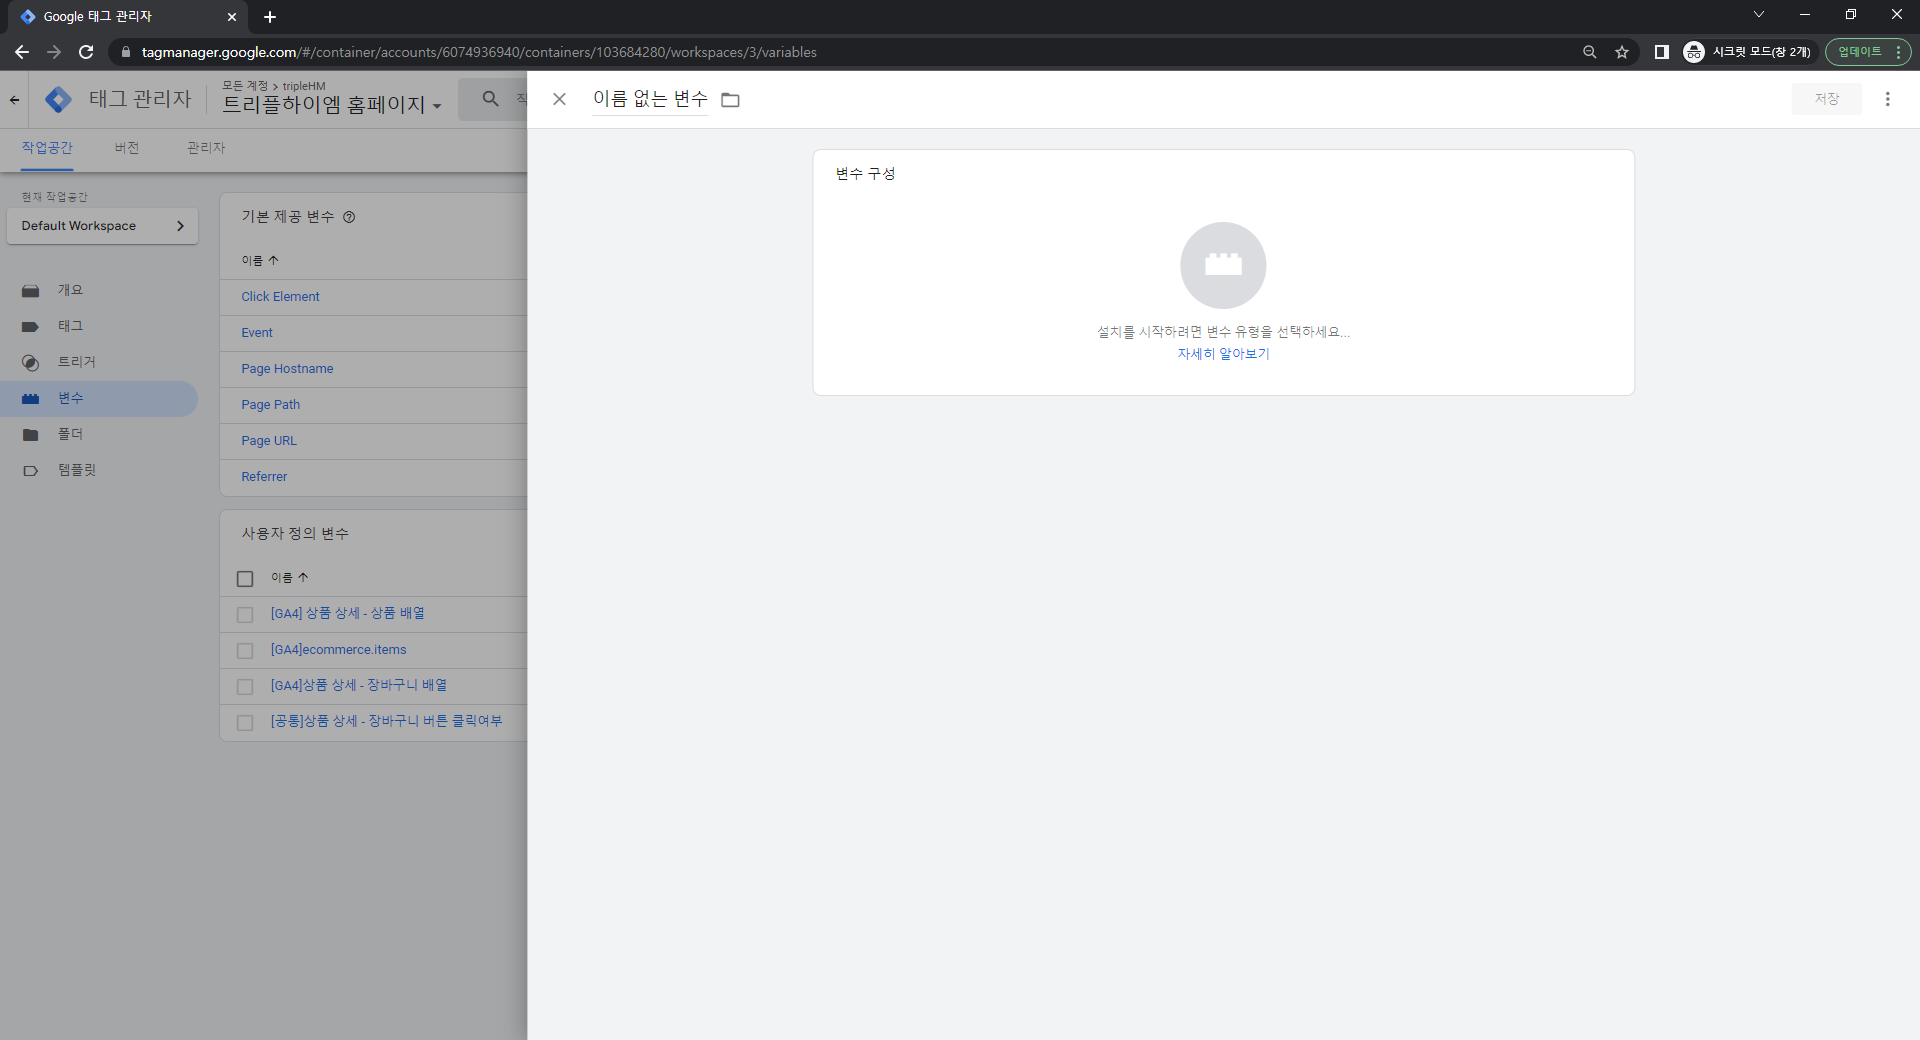 Google 태그 관리자
tagmanager.google.com/#/container/accounts/6074936940/containers/103684280/workspaces/3/variables
시크릿 모드(창 2개)
업데이트
태그 관리자
모든 계정 > tripleHM
트리플하이엠 홈페이지
이름 없는 변수
저장
작업공간
버전
관리자
현재 작업공간
Default Workspace
개요
태그
트리거
변수
폴더
템플릿
기본 제공 변수
이름
Click Element
Event
Page Hostname
Page Path
Page URL
Referrer
사용자 정의 변수
이름
[GA4] 상품 상세 - 상품 배열
[GA4]ecommerce.items
[GA4]상품 상세 - 장바구니 배열
[공통]상품 상세 - 장바구니 버튼 클릭여부
변수 구성
설치를 시작하려면 변수 유형을 선택하세요...
자세히 알아보기